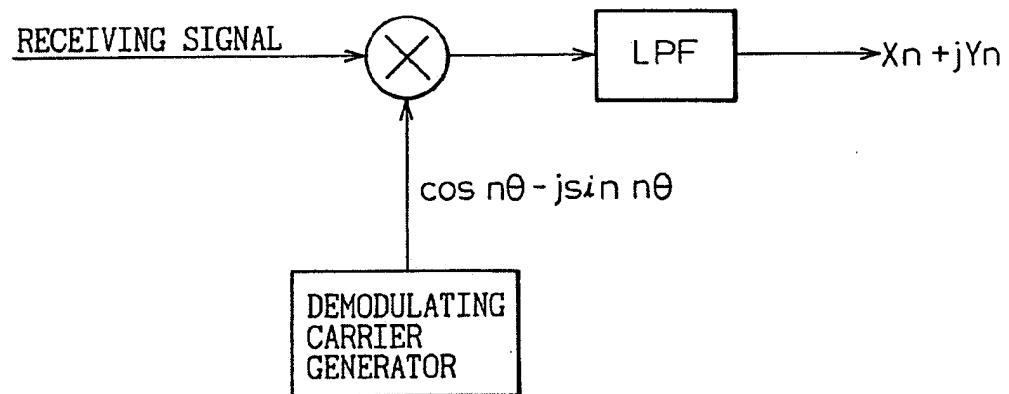 RECEIVING SIGNAL
LPF
Xn + jYn
cos nθ - jsin nθ
DEMODULATING
CARRIER
GENERATOR